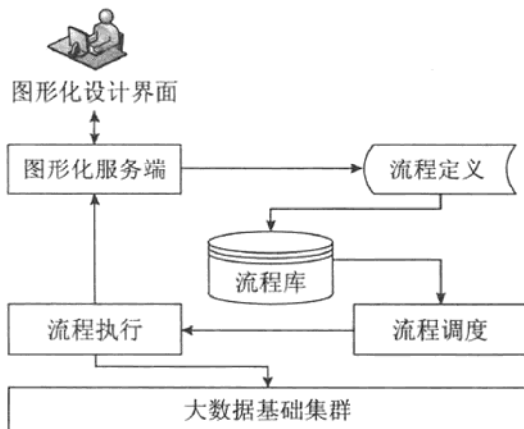 图形化设计界面
图形化服务端
流程定义
流程库
流程执行
流程调度
大数据基础集群